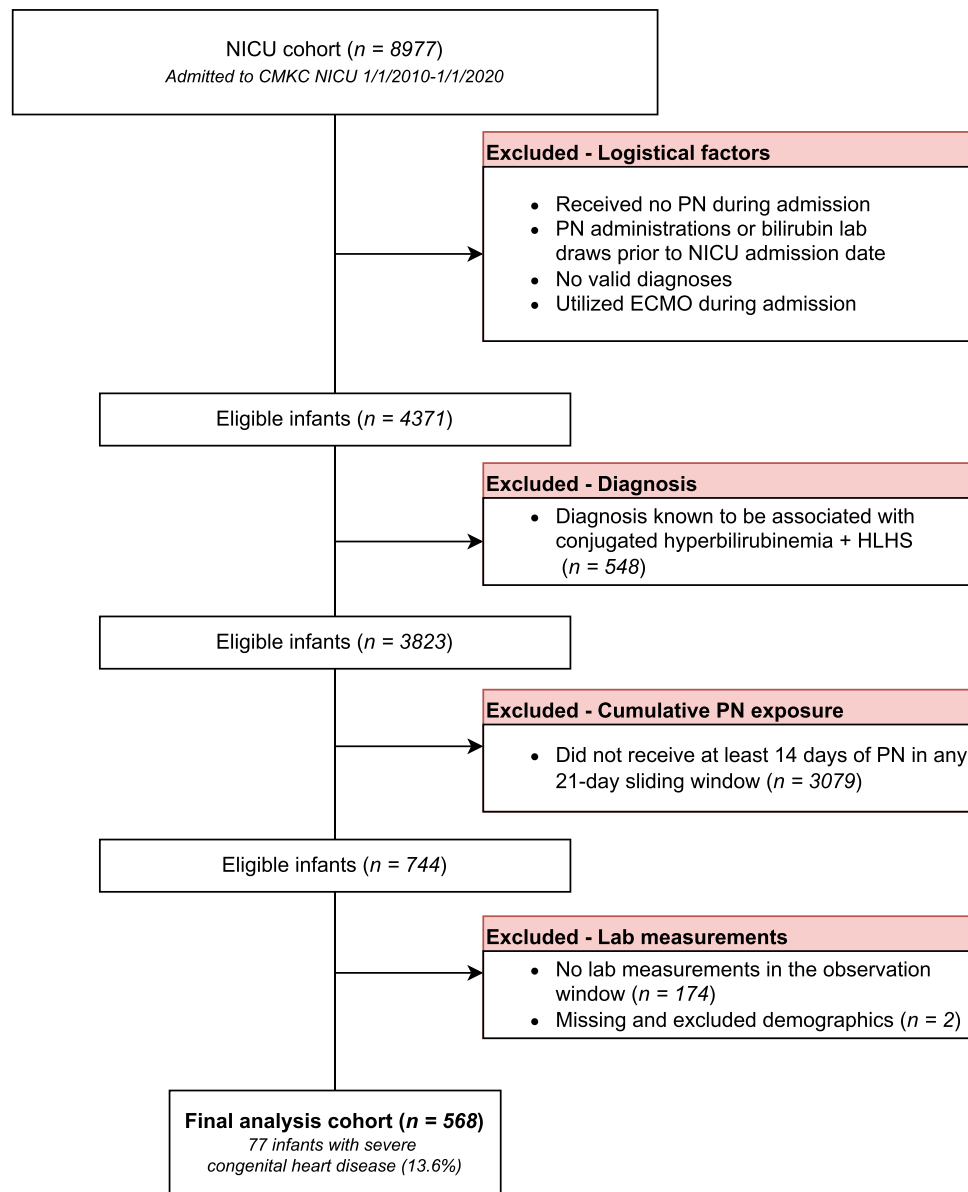 NICU cohort (n = 8977)
Admitted to CMKC NICU 1/1/2010-1/1/2020
Excluded - Logistical factors
• Received no PN during admission
• PN administrations or bilirubin lab
draws prior to NICU admission date
• No valid diagnoses
• Utilized ECMO during admission
Eligible infants (n = 4371)
Excluded - Diagnosis
• Diagnosis known to be associated with
conjugated hyperbilirubinemia + HLHS
(n = 548)
Eligible infants (n = 3823)
Excluded - Cumulative PN exposure
• Did not receive at least 14 days of PN in any
21-day sliding window (n = 3079)
Eligible infants (n = 744)
Excluded - Lab measurements
• No lab measurements in the observation
window (n = 174)
• Missing and excluded demographics (n = 2)
Final analysis cohort (n = 568)
77 infants with severe
congenital heart disease (13.6%)